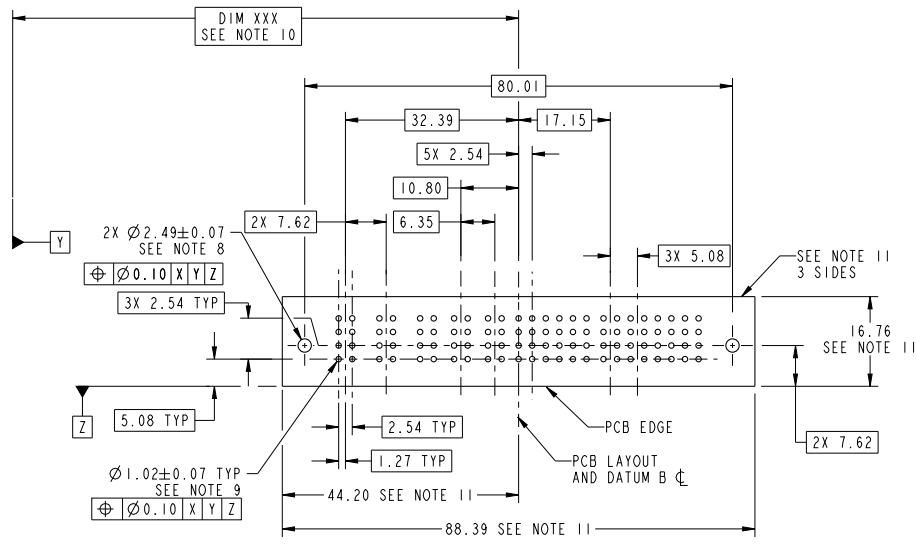 DIM XXX
SEE NOTE 10
80.01
32.39
17.15
5X 2.54
10.80
2X 7.62
6.35
Y
2X Ø2.49±0.07
SEE NOTE 8
⌖ Ø0.10 X Y Z
3X 5.08
SEE NOTE 11
3 SIDES
3X 2.54 TYP
16.76
SEE NOTE 11
Z
5.08 TYP
2.54 TYP
PCB EDGE
2X 7.62
1.27 TYP
PCB LAYOUT
AND DATUM B ℄
Ø1.02±0.07 TYP
SEE NOTE 9
⌖ Ø0.10 X Y Z
44.20 SEE NOTE 11
88.39 SEE NOTE 11